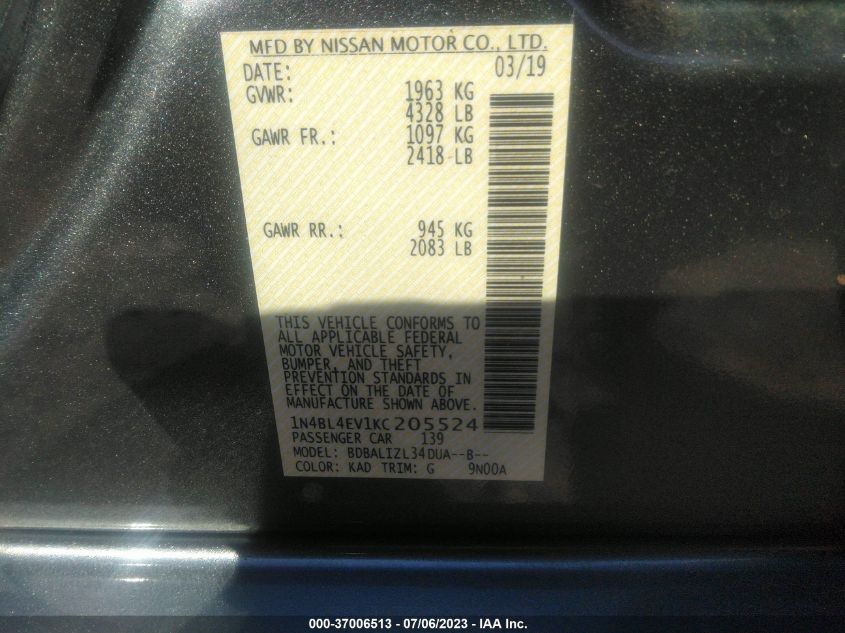 MFD BY NISSAN MOTOR CO., LTD.
DATE: 03/19
GVWR: 1963 KG
4328 LB
GAWR FR.: 1097 KG
2418 LB
GAWR RR.: 945 KG
2083 LB
THIS VEHICLE CONFORMS TO
ALL APPLICABLE FEDERAL
MOTOR VEHICLE SAFETY,
BUMPER, AND THEFT
PREVENTION STANDARDS IN
EFFECT ON THE DATE OF
MANUFACTURE SHOWN ABOVE.
1N4BL4EV1KC205524
PASSENGER CAR 139
MODEL: BDBALIZL34DUA--B--
COLOR: KAD TRIM: G 9N00A
000-37006513 - 07/06/2023 - IAA Inc.